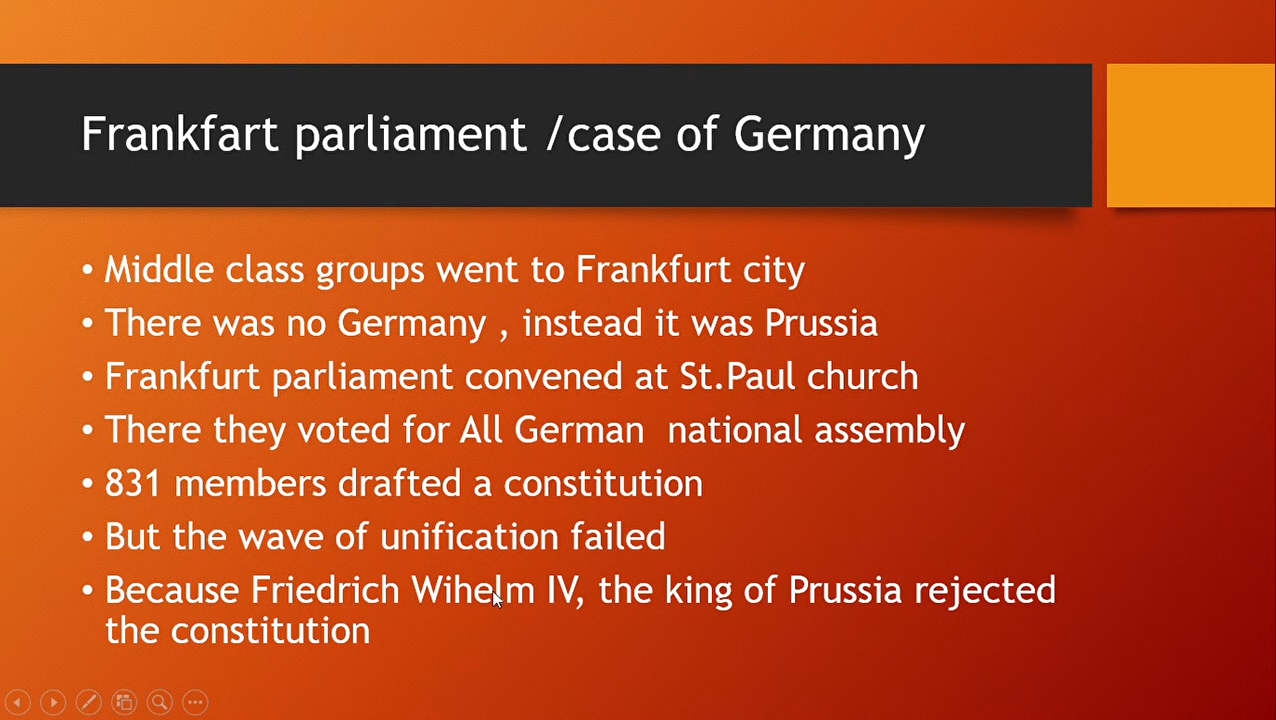 Frankfart parliament /case of Germany
• Middle class groups went to Frankfurt city
• There was no Germany , instead it was Prussia
• Frankfurt parliament convened at St.Paul church
• There they voted for All German  national assembly
• 831 members drafted a constitution
• But the wave of unification failed
• Because Friedrich Wihelm IV, the king of Prussia rejected
the constitution